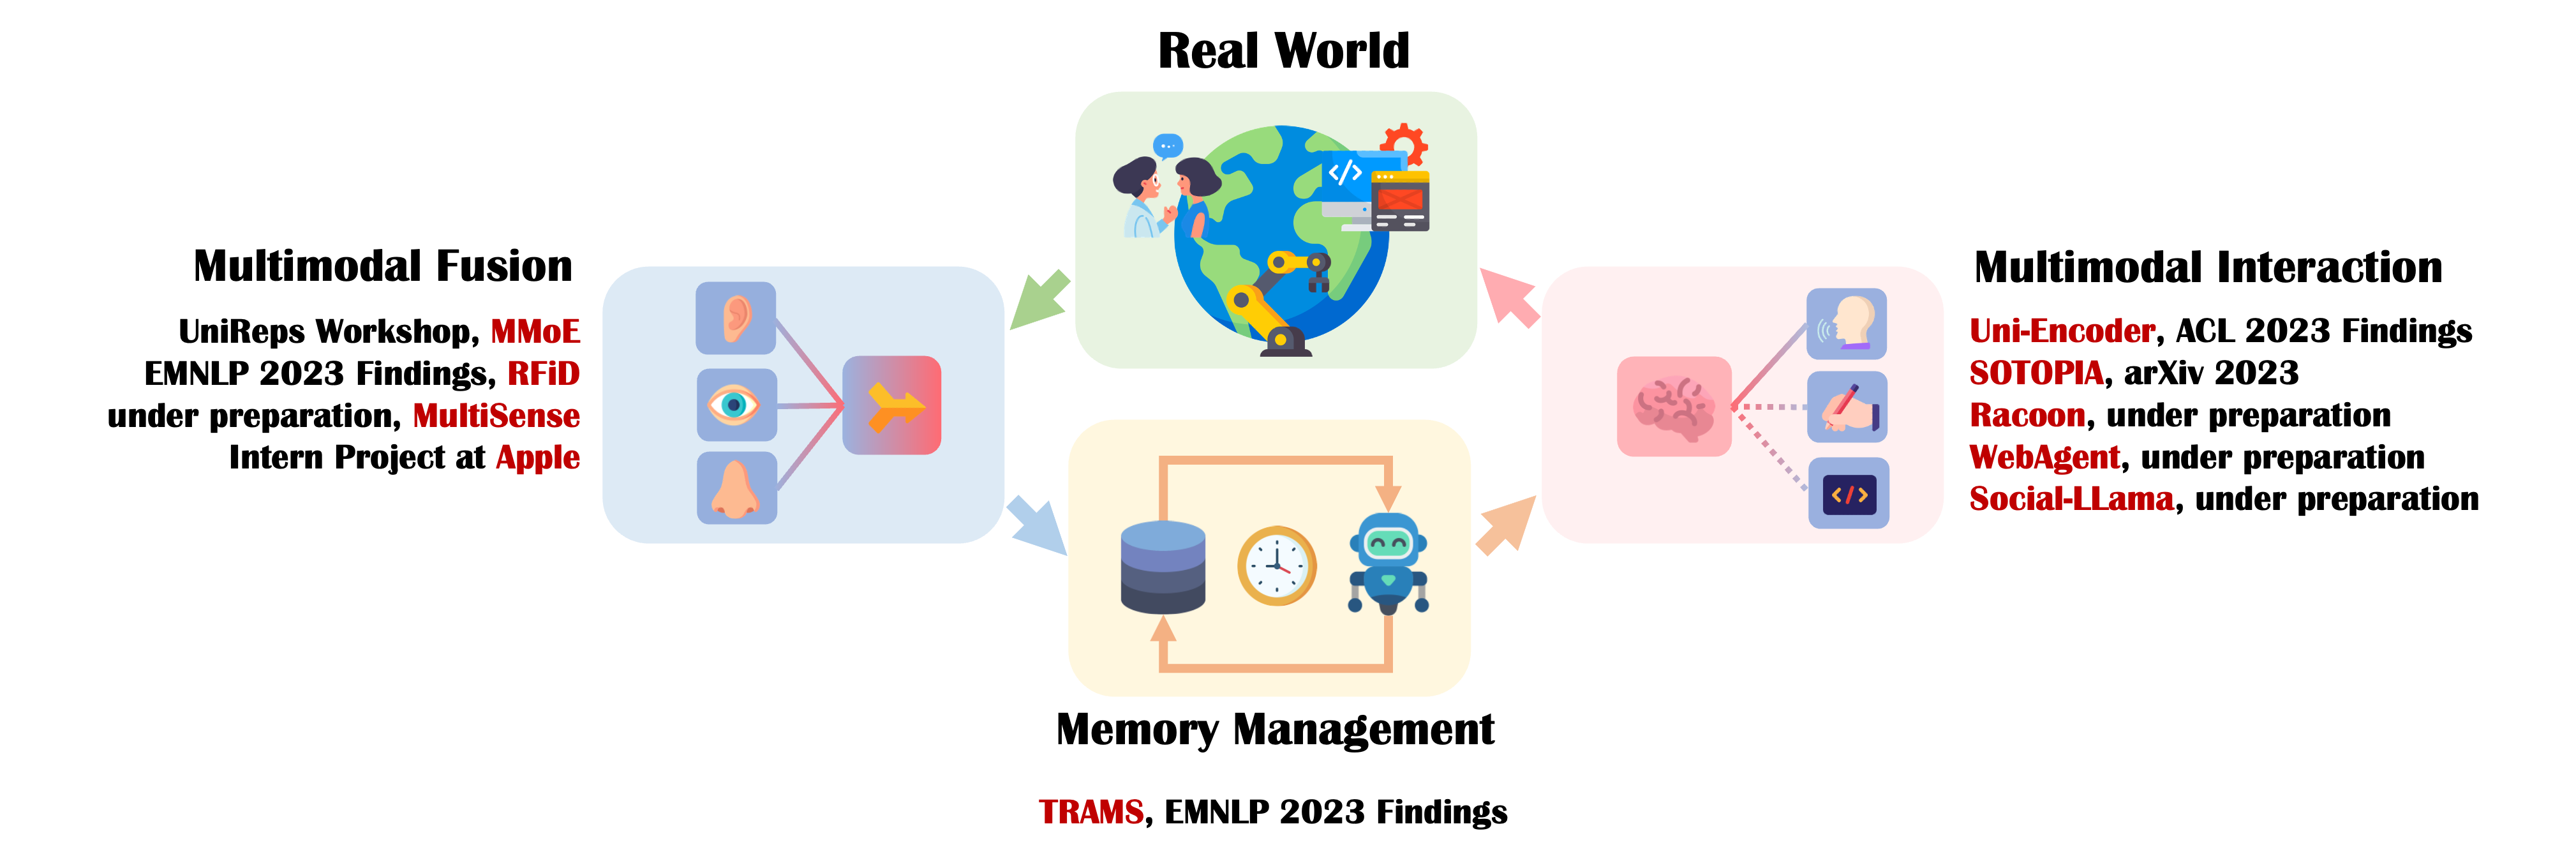 Real World
</>
Multimodal Fusion
UniReps Workshop, MMoE
EMNLP 2023 Findings, RFiD
under preparation, MultiSense
Intern Project at Apple
Multimodal Interaction
Uni-Encoder, ACL 2023 Findings
SOTOPIA, arXiv 2023
Racoon, under preparation
WebAgent, under preparation
Social-LLama, under preparation
</>
Memory Management
TRAMS, EMNLP 2023 Findings